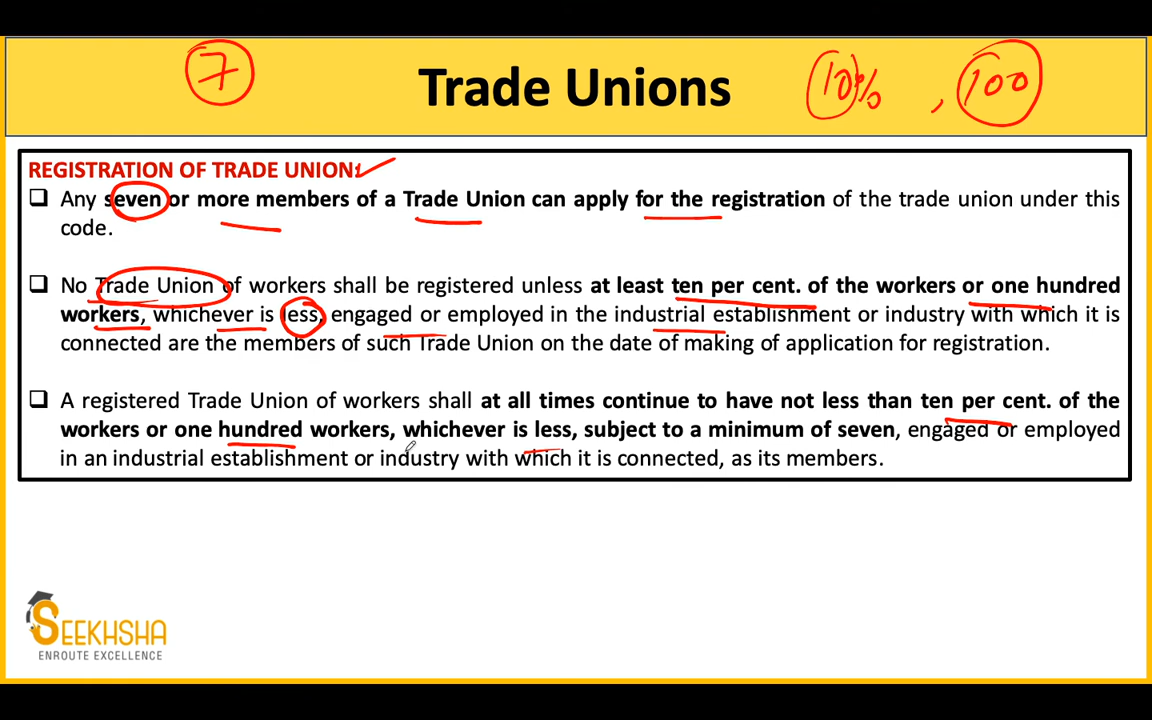 7
Trade Unions
10% , 100
REGISTRATION OF TRADE UNION:
❑ Any seven or more members of a Trade Union can apply for the registration of the trade union under this
code.
❑ No Trade Union of workers shall be registered unless at least ten per cent. of the workers or one hundred
workers, whichever is less, engaged or employed in the industrial establishment or industry with which it is
connected are the members of such Trade Union on the date of making of application for registration.
❑ A registered Trade Union of workers shall at all times continue to have not less than ten per cent. of the
workers or one hundred workers, whichever is less, subject to a minimum of seven, engaged or employed
in an industrial establishment or industry with which it is connected, as its members.
SEEKHSHA
ENROUTE EXCELLENCE